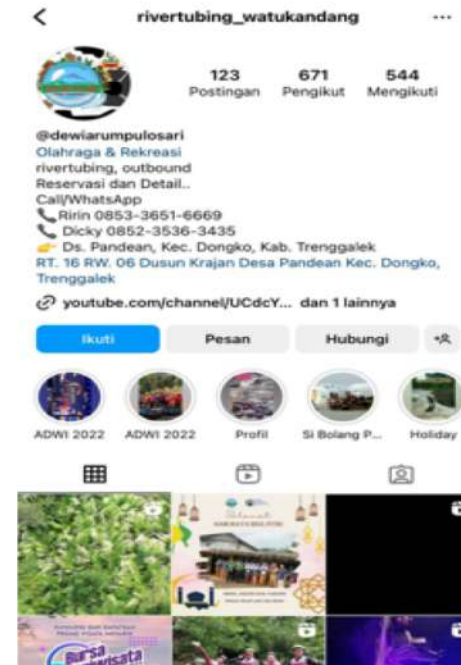 rivertubing_watukandang
123 671 544
Postingan Pengikut Mengikuti
@dewiarumpulosari
Olahraga & Rekreasi
rivertubing, outbound
Reservasi dan Detail..
Call/WhatsApp
Ririn 0853-3651-6669
Dicky 0852-3536-3435
Ds. Pandean, Kec. Dongko, Kab. Trenggalek
RT. 16 RW. 06 Dusun Krajan Desa Pandean Kec. Dongko,
Trenggalek
youtube.com/channel/UCdcY... dan 1 lainnya
Ikuti Pesan Hubungi
ADWI 2022 ADWI 2022 Profil Si Bolang P... Holiday
Selamat
Bursa